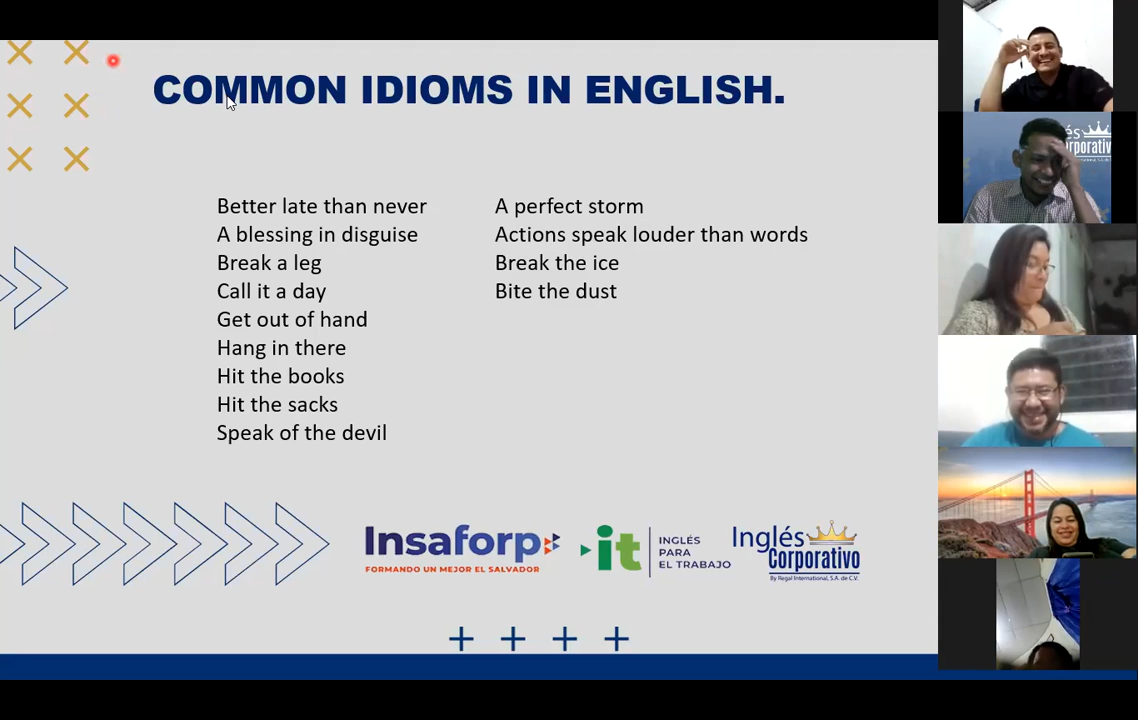 COMMON IDIOMS IN ENGLISH.
Better late than never
A blessing in disguise
Break a leg
Call it a day
Get out of hand
Hang in there
Hit the books
Hit the sacks
Speak of the devil
A perfect storm
Actions speak louder than words
Break the ice
Bite the dust
Insaforp
FORMANDO UN MEJOR EL SALVADOR
it
INGLÉS
PARA
EL TRABAJO
Inglés
Corporativo
By Regal International, S.A. de C.V.